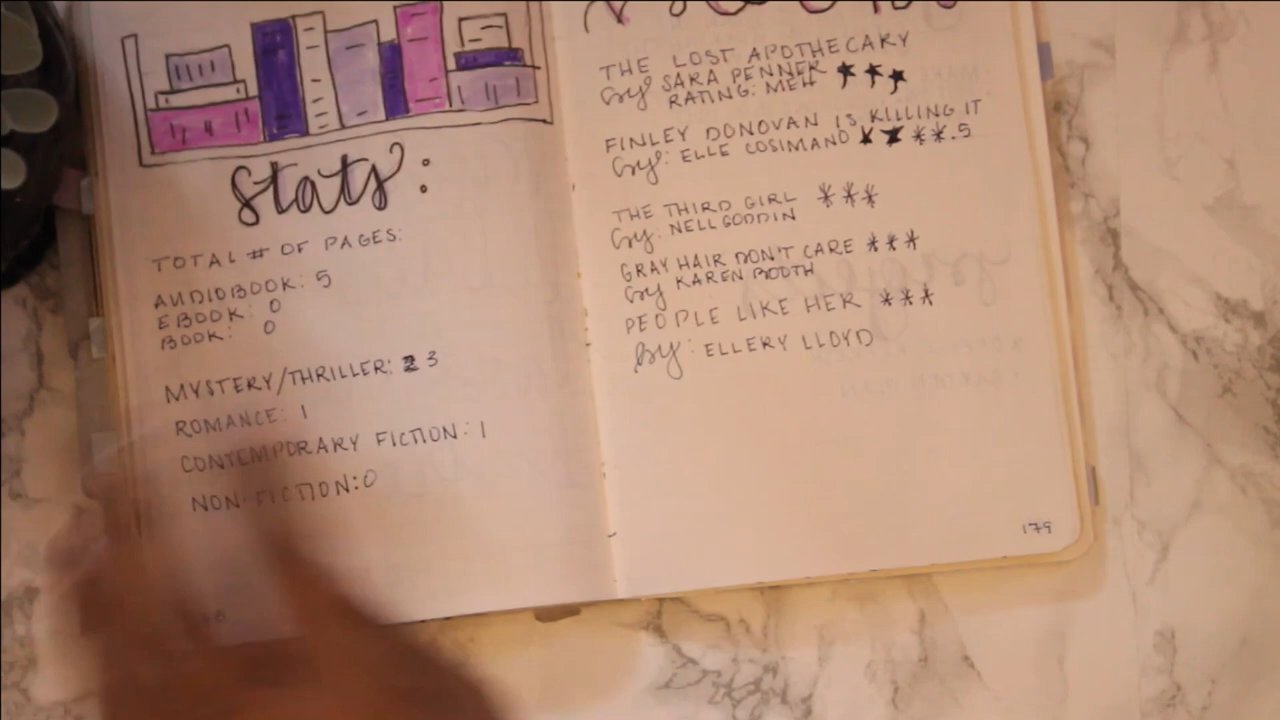 Stats:
TOTAL # OF PAGES:
AUDIOBOOK: 5
EBOOK: 0
BOOK: 0
MYSTERY/THRILLER: 3
ROMANCE: 1
CONTEMPORARY FICTION: 1
NON-FICTION: 0
THE LOST APOTHECARY
by SARA PENNER ★★★
RATING: MEH
FINLEY DONOVAN IS KILLING IT
by: ELLE COSIMANO ★★**.5
THE THIRD GIRL ***
by: NELL GODDIN
GRAY HAIR DON'T CARE ***
by KAREN BOOTH
PEOPLE LIKE HER ***
by: ELLERY LLOYD
179